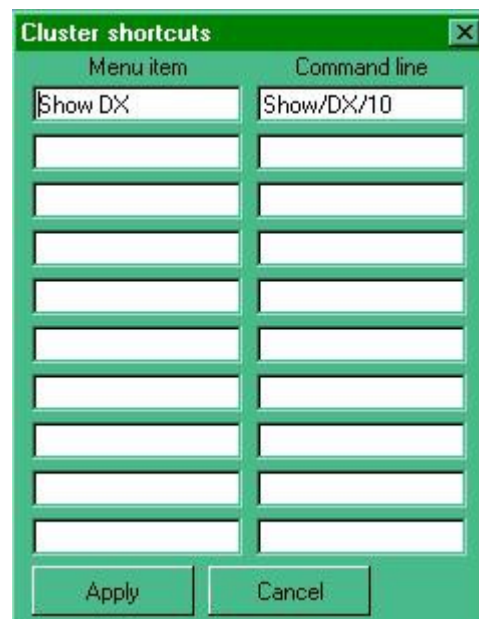 Cluster shortcuts
Menu item Command line
Show DX Show/DX/10
Apply Cancel